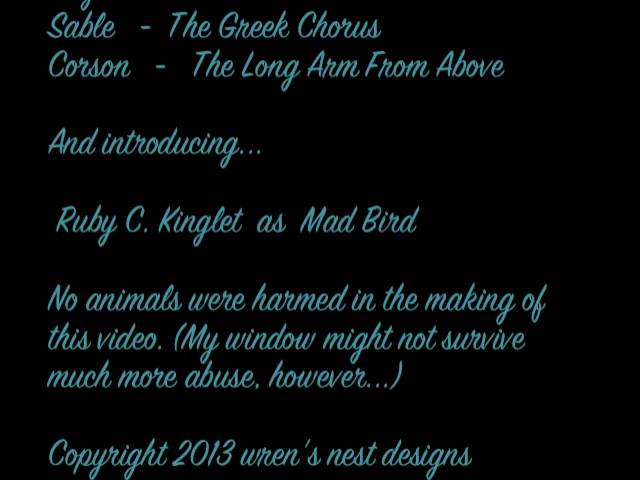 Sable - The Greek Chorus
Corson - The Long Arm From Above
And introducing...
Ruby C. Kinglet as Mad Bird
No animals were harmed in the making of
this video. (My window might not survive
much more abuse, however...)
Copyright 2013 wren's nest designs